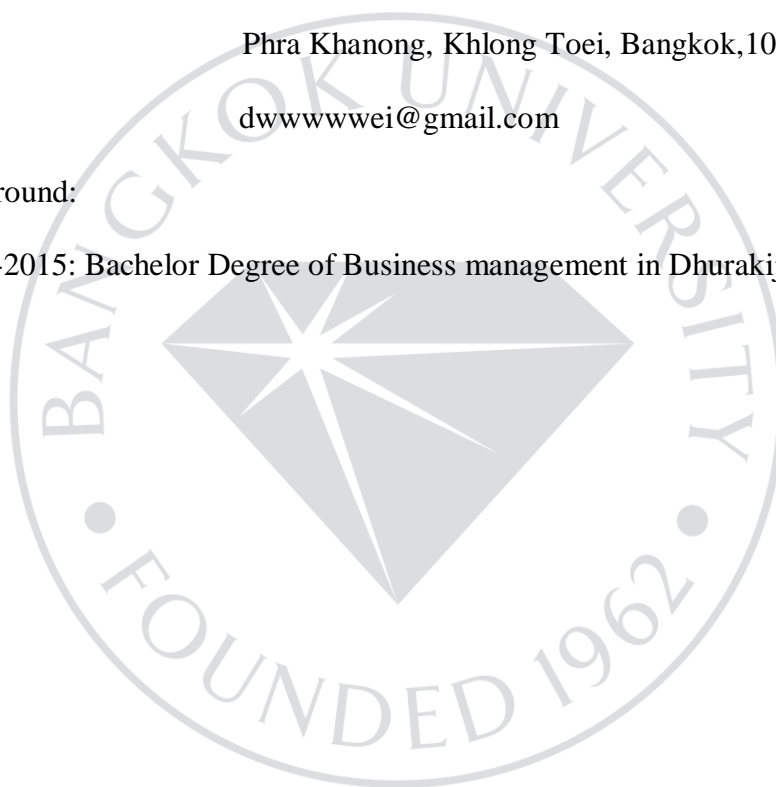 Phra Khanong, Khlong Toei, Bangkok,10
dwwwwwei@gmail.com
round:
-2015: Bachelor Degree of Business management in Dhurakij
BANGKOK UNIVERSITY
• FOUNDED 1962 •